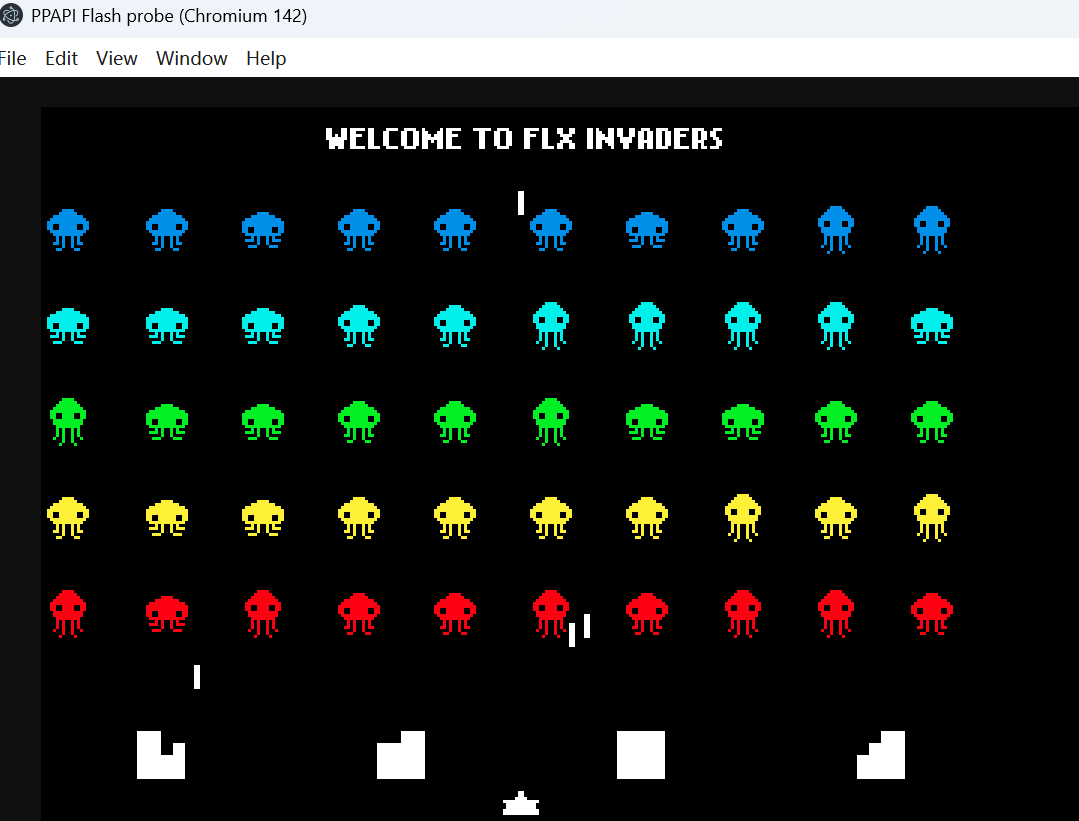 PPAPI Flash probe (Chromium 142)
File Edit View Window Help
WELCOME TO FLX INVADERS